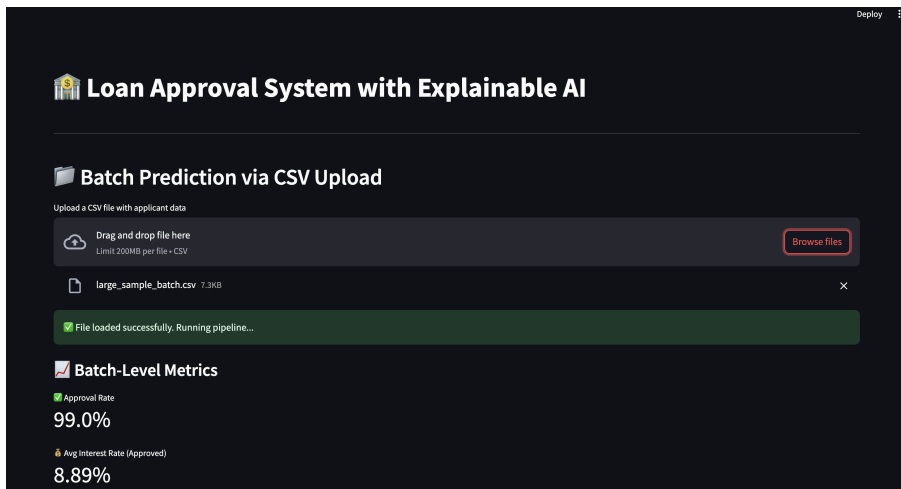 Deploy
Loan Approval System with Explainable AI
Batch Prediction via CSV Upload
Upload a CSV file with applicant data
Drag and drop file here
Limit 200MB per file • CSV
Browse files
large_sample_batch.csv 7.3KB
File loaded successfully. Running pipeline...
Batch-Level Metrics
Approval Rate
99.0%
Avg Interest Rate (Approved)
8.89%